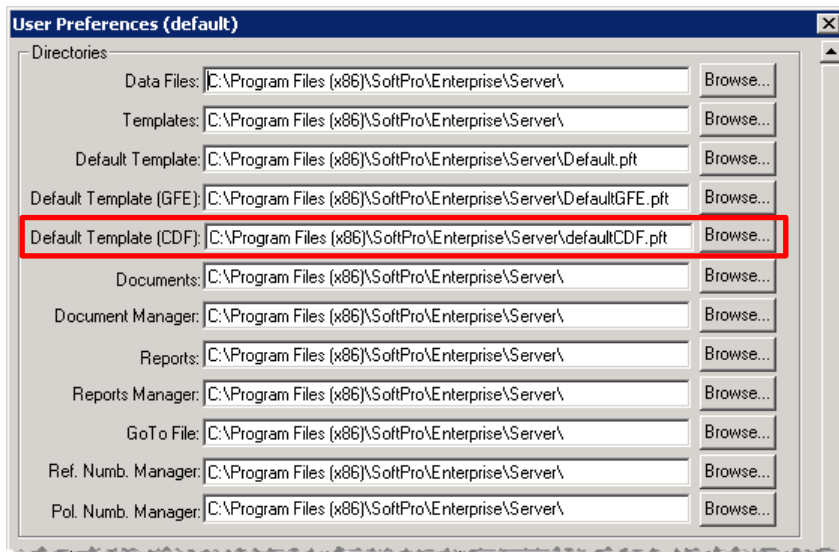 User Preferences (default)
Directories
Data Files: C:\Program Files (x86)\SoftPro\Enterprise\Server\ Browse...
Templates: C:\Program Files (x86)\SoftPro\Enterprise\Server\ Browse...
Default Template: C:\Program Files (x86)\SoftPro\Enterprise\Server\Default.pft Browse...
Default Template (GFE): C:\Program Files (x86)\SoftPro\Enterprise\Server\DefaultGFE.pft Browse...
Default Template (CDF): C:\Program Files (x86)\SoftPro\Enterprise\Server\defaultCDF.pft Browse...
Documents: C:\Program Files (x86)\SoftPro\Enterprise\Server\ Browse...
Document Manager: C:\Program Files (x86)\SoftPro\Enterprise\Server\ Browse...
Reports: C:\Program Files (x86)\SoftPro\Enterprise\Server\ Browse...
Reports Manager: C:\Program Files (x86)\SoftPro\Enterprise\Server\ Browse...
GoTo File: C:\Program Files (x86)\SoftPro\Enterprise\Server\ Browse...
Ref. Numb. Manager: C:\Program Files (x86)\SoftPro\Enterprise\Server\ Browse...
Pol. Numb. Manager: C:\Program Files (x86)\SoftPro\Enterprise\Server\ Browse...